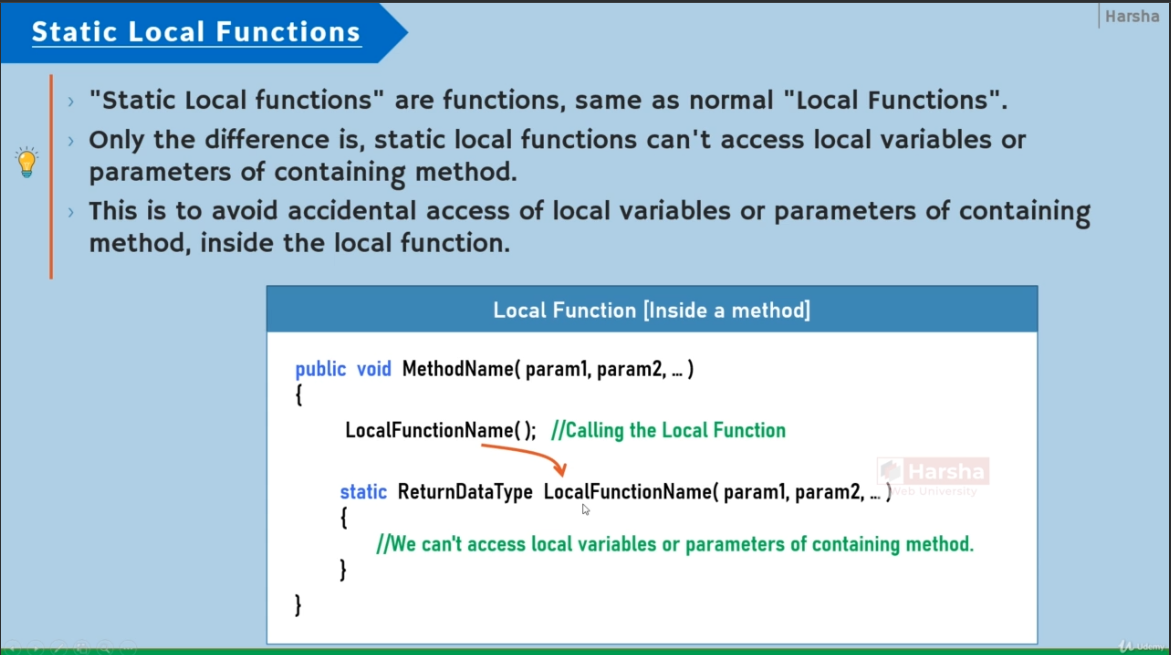 Static Local Functions
Harsha
› "Static Local functions" are functions, same as normal "Local Functions".
› Only the difference is, static local functions can't access local variables or
parameters of containing method.
› This is to avoid accidental access of local variables or parameters of containing
method, inside the local function.
Local Function [Inside a method]
public void MethodName( param1, param2, ... )
{
LocalFunctionName( ); //Calling the Local Function
Harsha
Web University
static ReturnDataType LocalFunctionName( param1, param2, ... )
{
//We can't access local variables or parameters of containing method.
}
}
Udemy